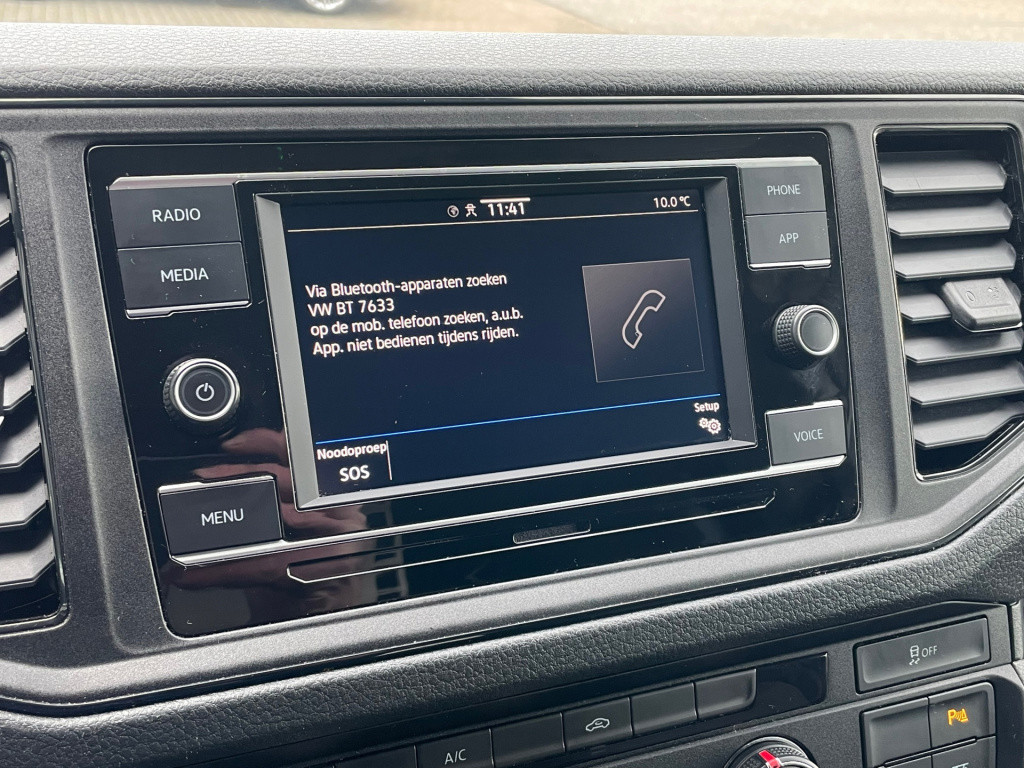 RADIO
MEDIA
MENU
11:41
10.0 °C
Via Bluetooth-apparaten zoeken
VW BT 7633
op de mob. telefoon zoeken, a.u.b.
App. niet bedienen tijdens rijden.
Noodoproep
SOS
Setup
PHONE
APP
VOICE
OFF
A/C